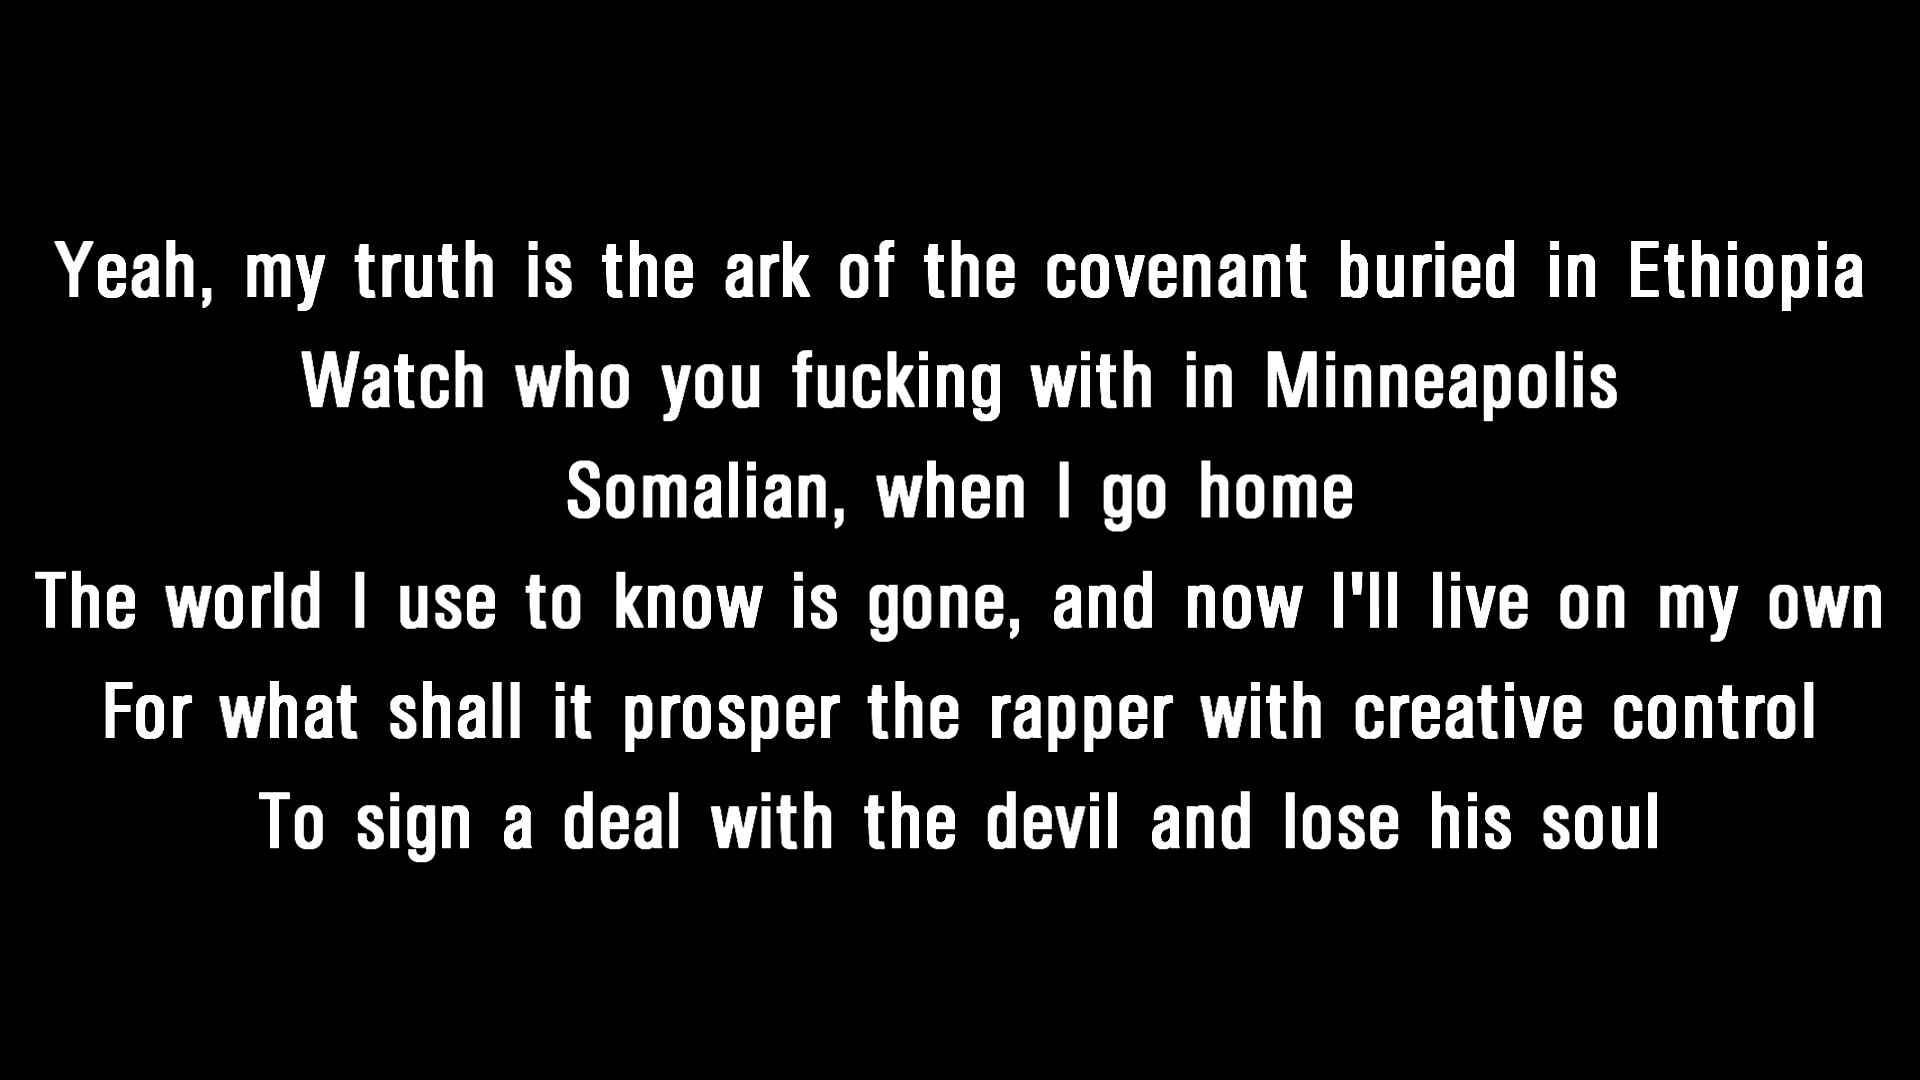 Yeah, my truth is the ark of the covenant buried in Ethiopia
Watch who you fucking with in Minneapolis
Somalian, when I go home
The world I use to know is gone, and now I'll live on my own
For what shall it prosper the rapper with creative control
To sign a deal with the devil and lose his soul